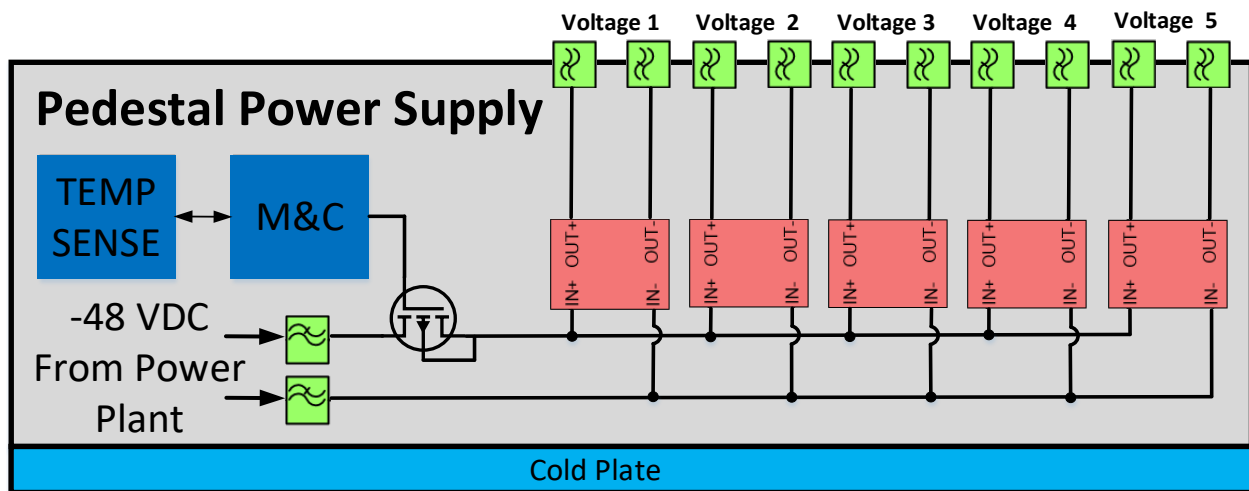 Voltage 1 Voltage 2 Voltage 3 Voltage 4 Voltage 5
Pedestal Power Supply
TEMP
SENSE
M&C
OUT+ OUT- OUT+ OUT- OUT+ OUT- OUT+ OUT- OUT+ OUT-
IN+ IN- IN+ IN- IN+ IN- IN+ IN- IN+ IN-
-48 VDC
From Power
Plant
Cold Plate